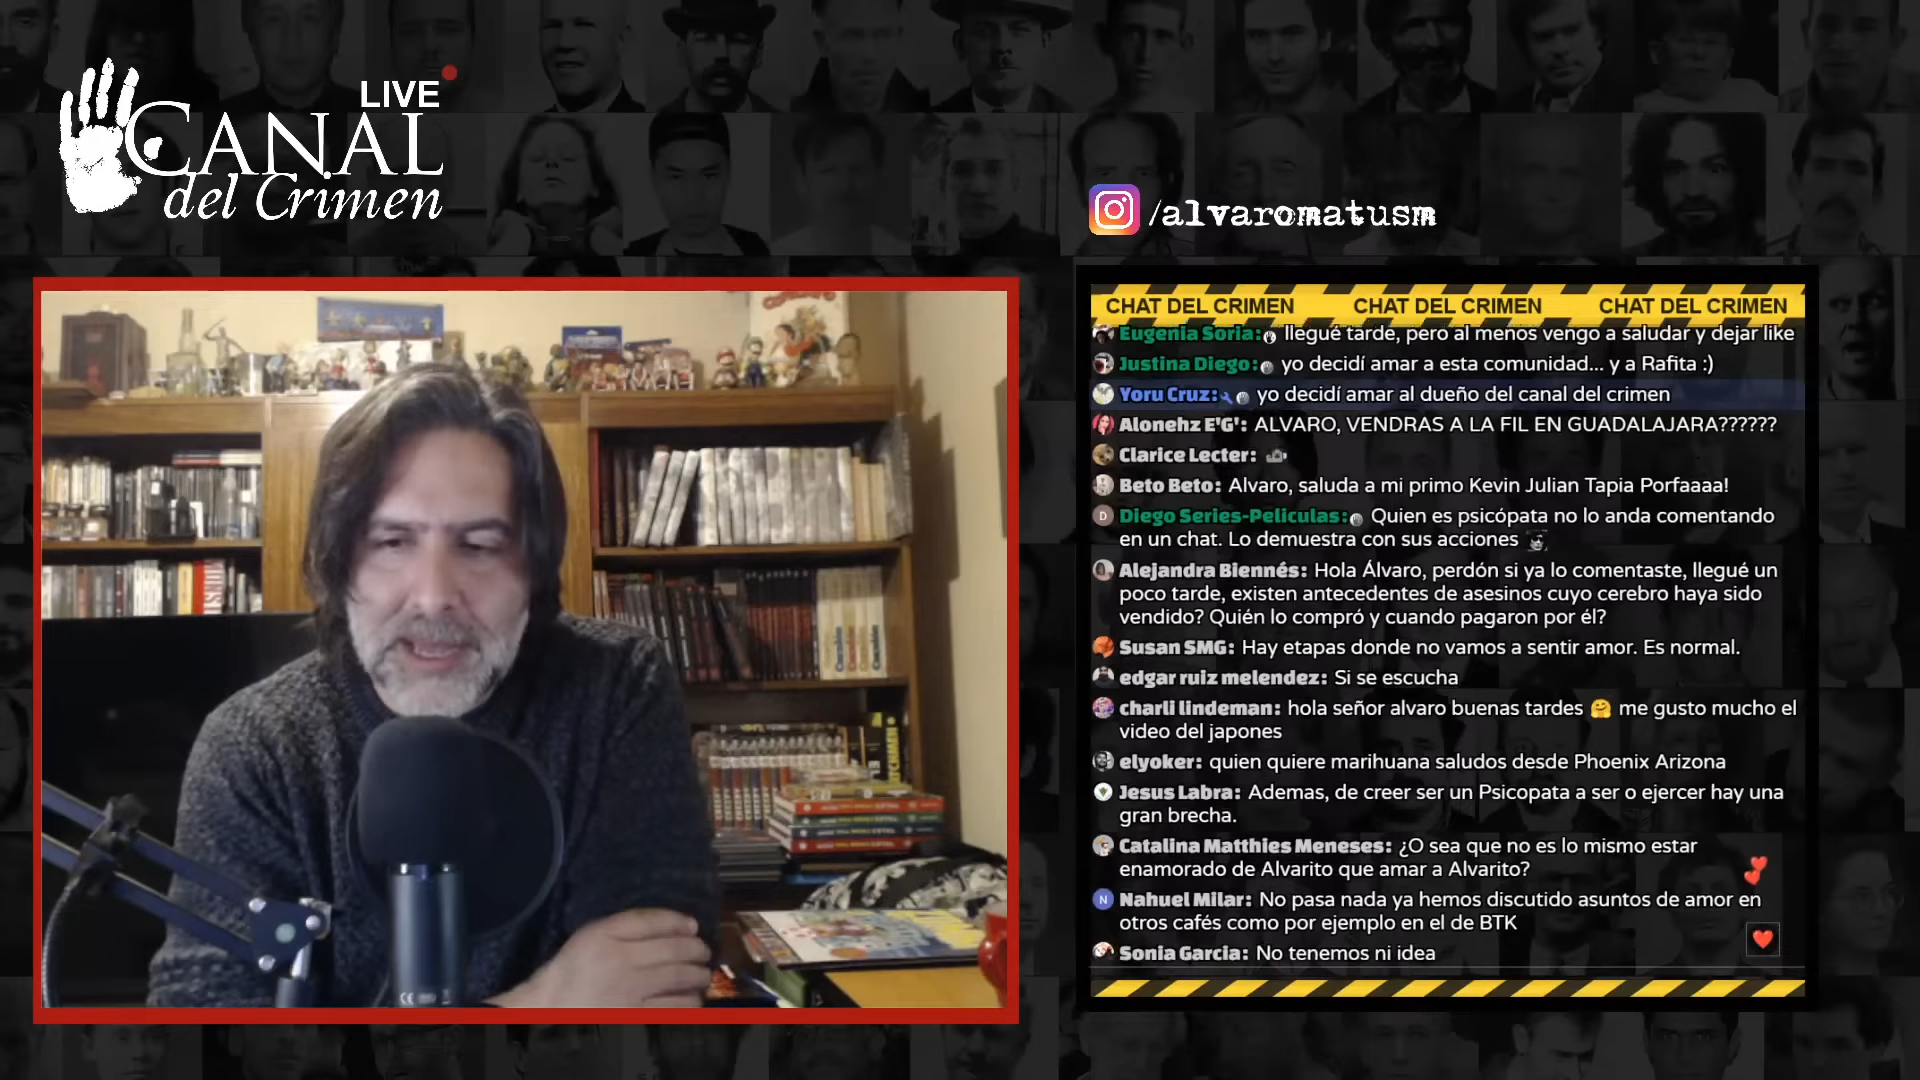 LIVE
CANAL
del Crimen
/alvaromatusm
CHAT DEL CRIMEN CHAT DEL CRIMEN CHAT DEL CRIMEN
Eugenia Soria: llegué tarde, pero al menos vengo a saludar y dejar like
Justina Diego: yo decidí amar a esta comunidad... y a Rafita :)
Yoru Cruz: yo decidí amar al dueño del canal del crimen
Alonehz E'G': ALVARO, VENDRAS A LA FIL EN GUADALAJARA??????
Clarice Lecter:
Beto Beto: Alvaro, saluda a mi primo Kevin Julian Tapia Porfaaaa!
D Diego Series-Peliculas: Quien es psicópata no lo anda comentando
en un chat. Lo demuestra con sus acciones
Alejandra Biennés: Hola Álvaro, perdón si ya lo comentaste, llegué un
poco tarde, existen antecedentes de asesinos cuyo cerebro haya sido
vendido? Quién lo compró y cuando pagaron por él?
Susan SMG: Hay etapas donde no vamos a sentir amor. Es normal.
edgar ruiz melendez: Si se escucha
charli lindeman: hola señor alvaro buenas tardes 🤗 me gusto mucho el
video del japones
elyoker: quien quiere marihuana saludos desde Phoenix Arizona
Jesus Labra: Ademas, de creer ser un Psicopata a ser o ejercer hay una
gran brecha.
Catalina Matthies Meneses: ¿O sea que no es lo mismo estar
enamorado de Alvarito que amar a Alvarito?
N Nahuel Milar: No pasa nada ya hemos discutido asuntos de amor en
otros cafés como por ejemplo en el de BTK
Sonia Garcia: No tenemos ni idea